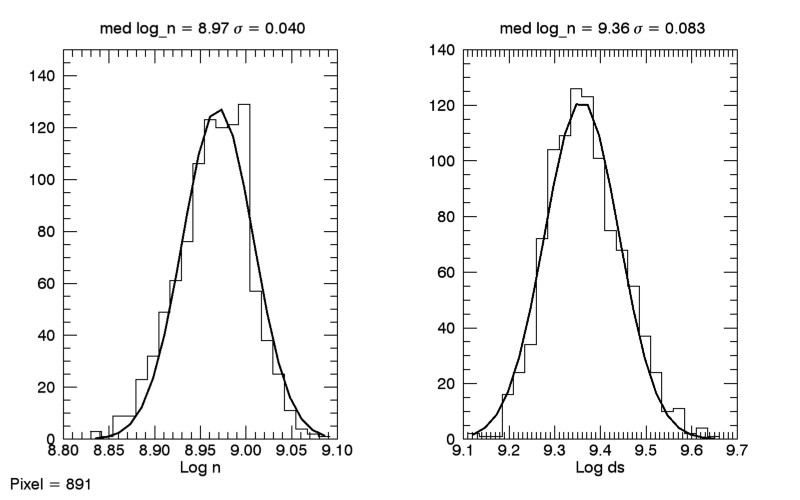 med log_n = 8.97 σ = 0.040
140
120
100
80
60
40
20
0
8.80 8.85 8.90 8.95 9.00 9.05 9.10
Log n
med log_n = 9.36 σ = 0.083
140
120
100
80
60
40
20
0
9.1 9.2 9.3 9.4 9.5 9.6 9.7
Log ds
Pixel = 891